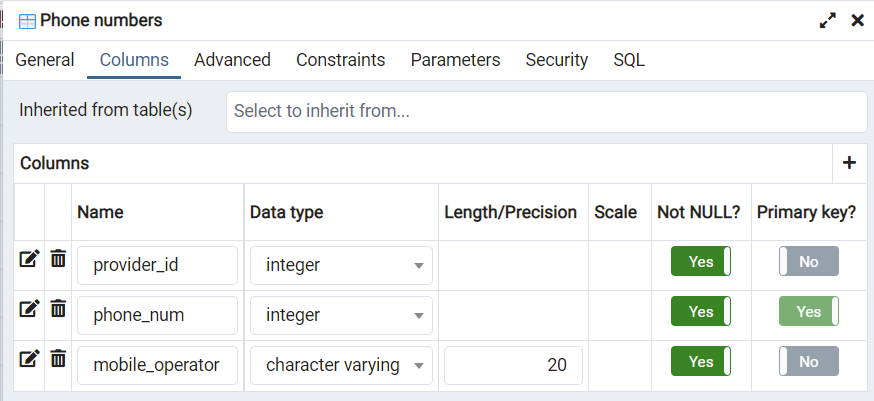 Phone numbers
General Columns Advanced Constraints Parameters Security SQL
Inherited from table(s) Select to inherit from...
Columns
Name Data type Length/Precision Scale Not NULL? Primary key?
provider_id integer Yes No
phone_num integer Yes Yes
mobile_operator character varying 20 Yes No